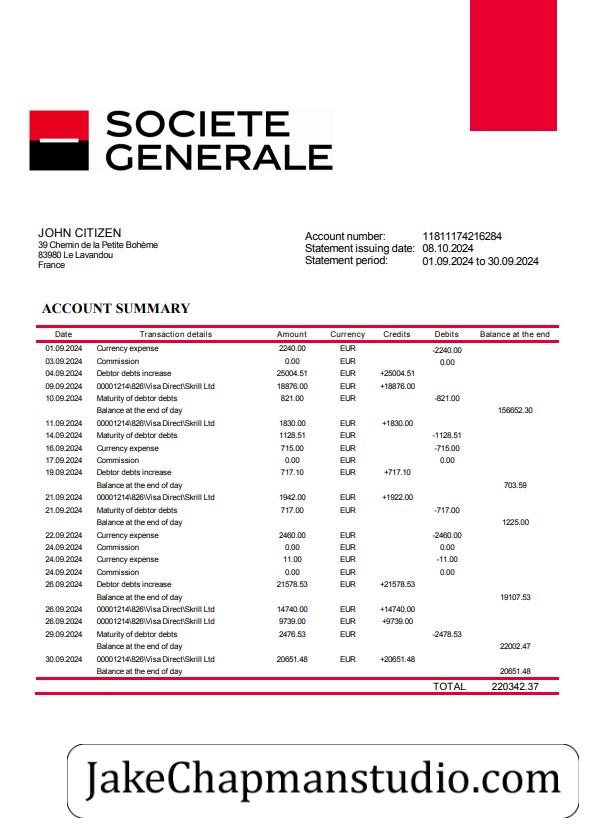 SOCIETE
GENERALE
JOHN CITIZEN
39 Chemin de la Petite Bohème
83980 Le Lavandou
France
Account number: 11811174216284
Statement issuing date: 08.10.2024
Statement period: 01.09.2024 to 30.09.2024
ACCOUNT SUMMARY
Date Transaction details Amount Currency Credits Debits Balance at the end
01.09.2024 Currency expense 2240.00 EUR -2240.00
03.09.2024 Commission 0.00 EUR 0.00
04.09.2024 Debtor debts increase 25004.51 EUR +25004.51
09.09.2024 00001214\826\Visa Direct\Skrill Ltd 18876.00 EUR +18876.00
10.09.2024 Maturity of debtor debts 821.00 EUR -821.00
Balance at the end of day 156652.30
11.09.2024 00001214\826\Visa Direct\Skrill Ltd 1830.00 EUR +1830.00
14.09.2024 Maturity of debtor debts 1128.51 EUR -1128.51
16.09.2024 Currency expense 715.00 EUR -715.00
17.09.2024 Commission 0.00 EUR 0.00
19.09.2024 Debtor debts increase 717.10 EUR +717.10
Balance at the end of day 703.59
21.09.2024 00001214\826\Visa Direct\Skrill Ltd 1942.00 EUR +1922.00
21.09.2024 Maturity of debtor debts 717.00 EUR -717.00
Balance at the end of day 1225.00
22.09.2024 Currency expense 2460.00 EUR -2460.00
24.09.2024 Commission 0.00 EUR 0.00
24.09.2024 Currency expense 11.00 EUR -11.00
24.09.2024 Commission 0.00 EUR 0.00
26.09.2024 Debtor debts increase 21578.53 EUR +21578.53
Balance at the end of day 19107.53
26.09.2024 00001214\826\Visa Direct\Skrill Ltd 14740.00 EUR +14740.00
26.09.2024 00001214\826\Visa Direct\Skrill Ltd 9739.00 EUR +9739.00
29.09.2024 Maturity of debtor debts 2476.53 EUR -2478.53
Balance at the end of day 22002.47
30.09.2024 00001214\826\Visa Direct\Skrill Ltd 20651.48 EUR +20651.48
Balance at the end of day 20651.48
TOTAL 220342.37
JakeChapmanstudio.com